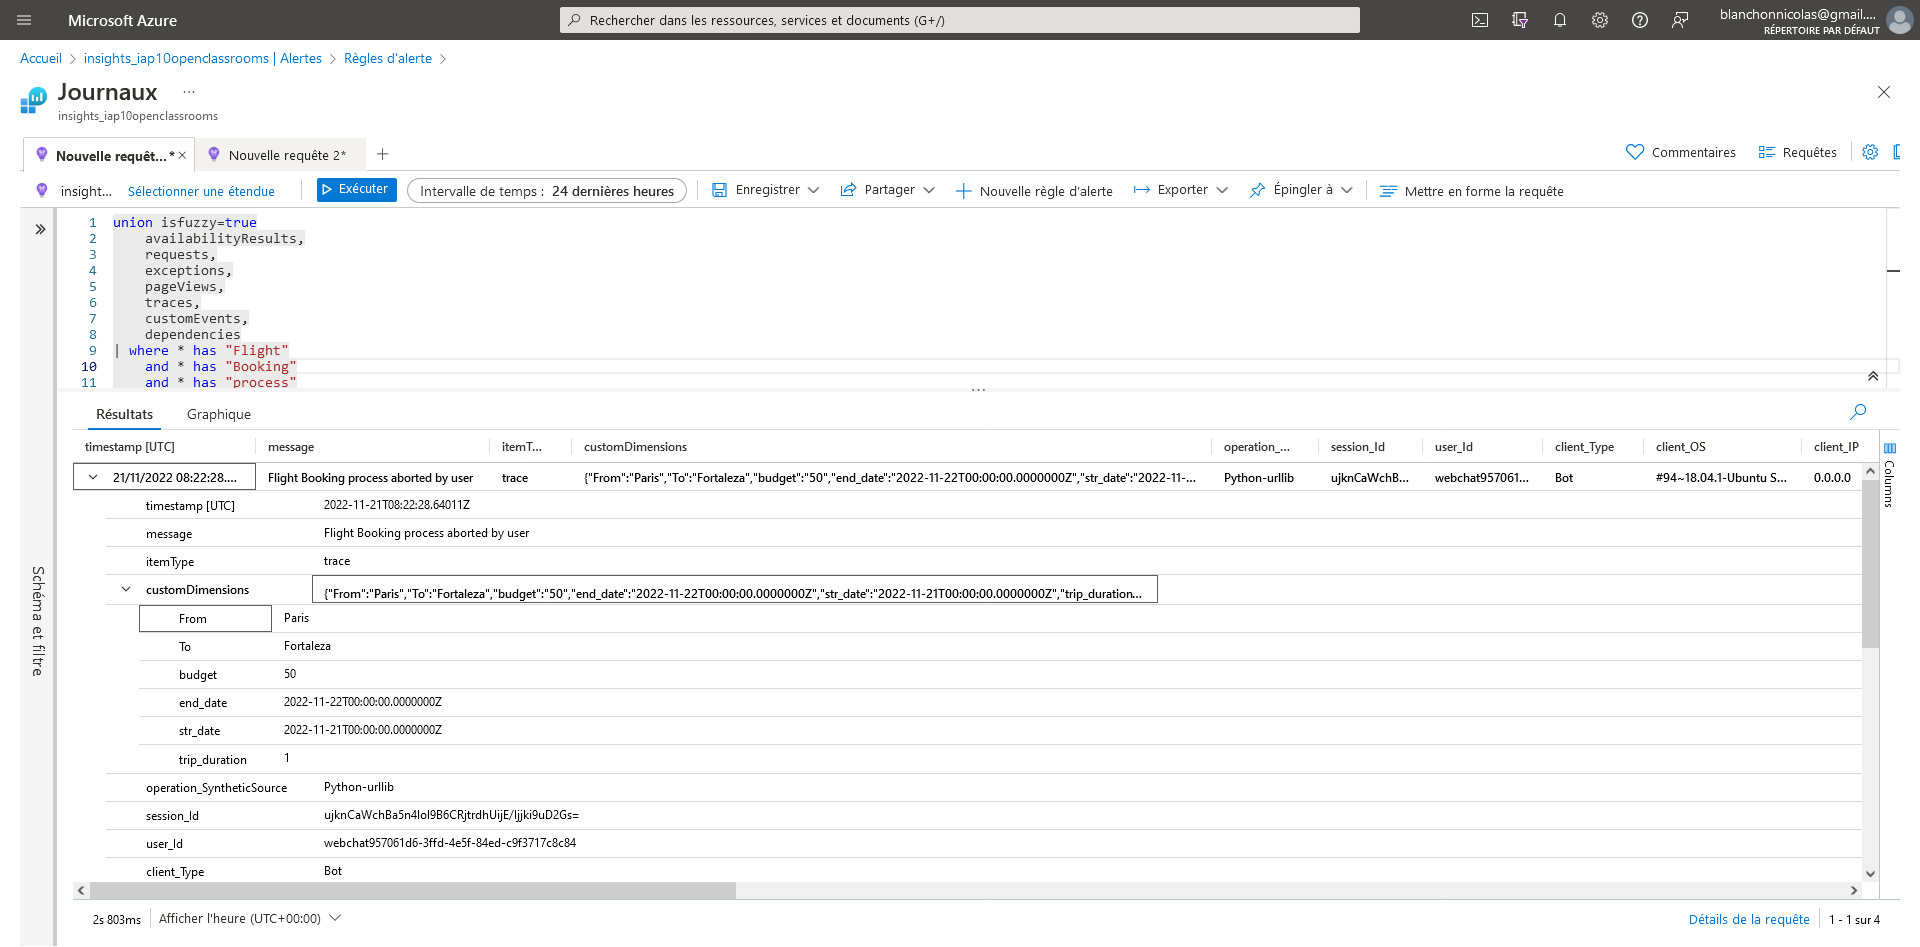 Microsoft Azure
Rechercher dans les ressources, services et documents (G+/)
blanchonnicolas@gmail....
RÉPERTOIRE PAR DÉFAUT
Accueil > insights_iap10openclassrooms | Alertes > Règles d'alerte >
Journaux ...
insights_iap10openclassrooms
Nouvelle requêt...* ×
Nouvelle requête 2* +
Commentaires
Requêtes
insight...
Sélectionner une étendue
Exécuter
Intervalle de temps : 24 dernières heures
Enregistrer
Partager
Nouvelle règle d'alerte
Exporter
Épingler à
Mettre en forme la requête
1 union isfuzzy=true
2 availabilityResults,
3 requests,
4 exceptions,
5 pageViews,
6 traces,
7 customEvents,
8 dependencies
9 | where * has "Flight"
10 and * has "Booking"
11 and * has "process"
...
Schéma et filtre
Résultats Graphique
timestamp [UTC] message itemT... customDimensions operation_... session_Id user_Id client_Type client_OS client_IP
21/11/2022 08:22:28.... Flight Booking process aborted by user trace {"From":"Paris","To":"Fortaleza","budget":"50","end_date":"2022-11-22T00:00:00.0000000Z","str_date":"2022-11-... Python-urllib ujknCaWchB... webchat957061... Bot #94~18.04.1-Ubuntu S... 0.0.0.0
Columns
timestamp [UTC] 2022-11-21T08:22:28.64011Z
message Flight Booking process aborted by user
itemType trace
customDimensions {"From":"Paris","To":"Fortaleza","budget":"50","end_date":"2022-11-22T00:00:00.0000000Z","str_date":"2022-11-21T00:00:00.0000000Z","trip_duration...
From Paris
To Fortaleza
budget 50
end_date 2022-11-22T00:00:00.0000000Z
str_date 2022-11-21T00:00:00.0000000Z
trip_duration 1
operation_SyntheticSource Python-urllib
session_Id ujknCaWchBa5n4lol9B6CRjtrdhUijE/ljjki9uD2Gs=
user_Id webchat957061d6-3ffd-4e5f-84ed-c9f3717c8c84
client_Type Bot
2s 803ms
Afficher l'heure (UTC+00:00)
Détails de la requête
1 - 1 sur 4